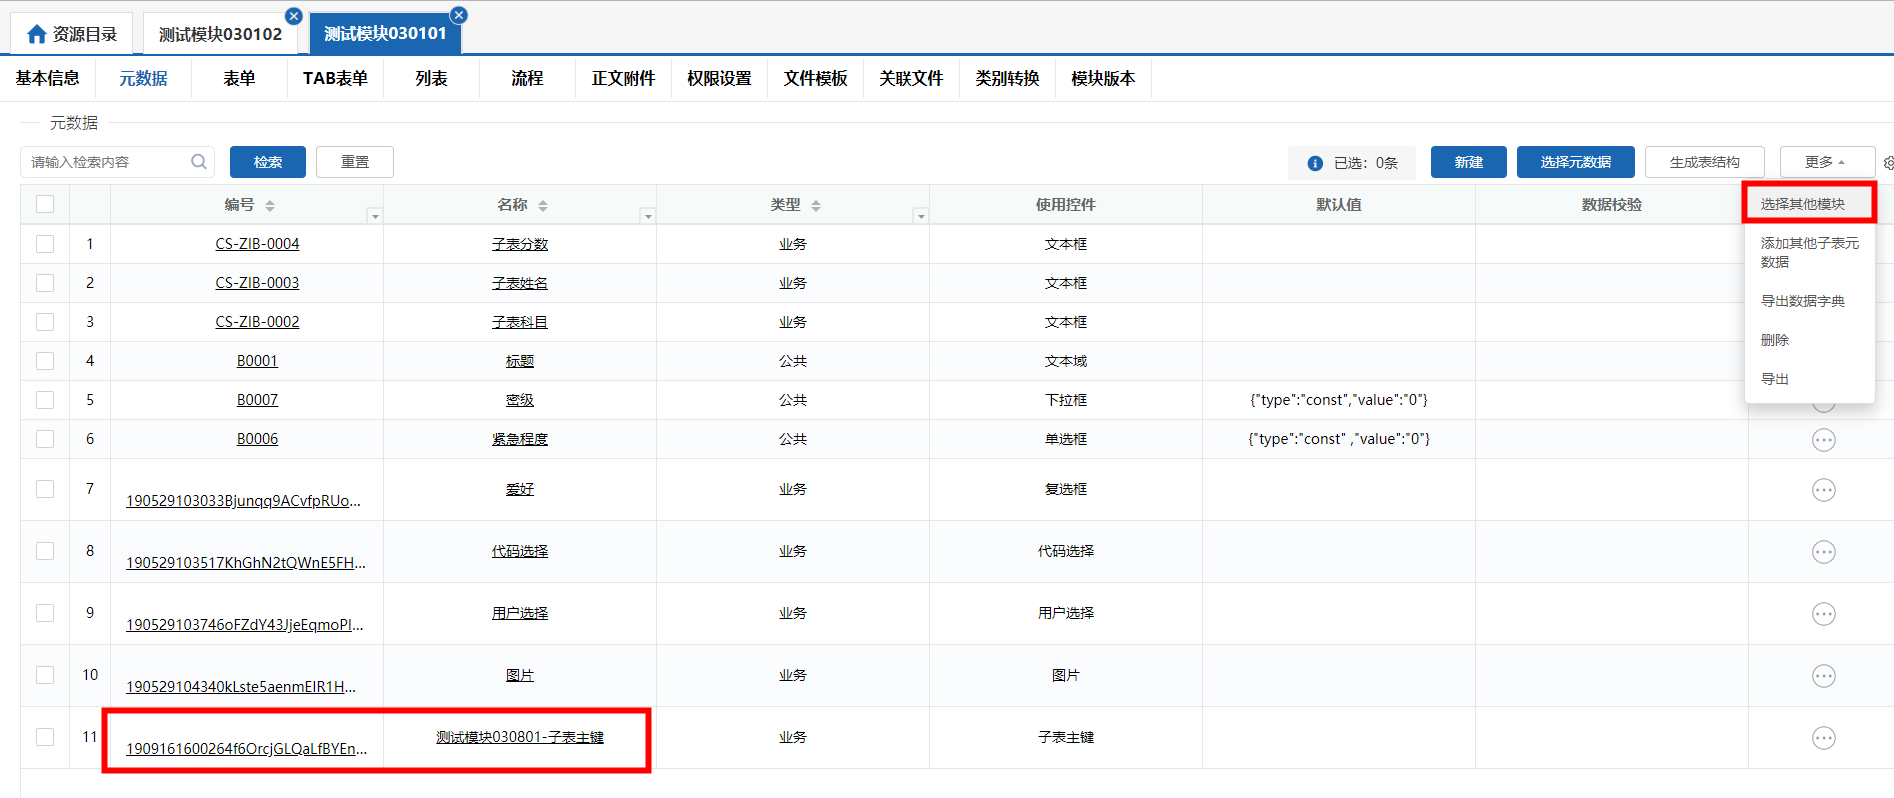 资源目录 测试模块030102 测试模块030101
基本信息 元数据 表单 TAB表单 列表 流程 正文附件 权限设置 文件模板 关联文件 类别转换 模块版本
元数据
请输入检索内容 检索 重置 已选：0条 新建 选择元数据 生成表结构 更多
编号 名称 类型 使用控件 默认值 数据校验
选择其他模块
添加其他子表元
数据
导出数据字典
删除
导出
1 CS-ZIB-0004 子表分数 业务 文本框
2 CS-ZIB-0003 子表姓名 业务 文本框
3 CS-ZIB-0002 子表科目 业务 文本框
4 B0001 标题 公共 文本域
5 B0007 密级 公共 下拉框 {"type":"const","value":"0"}
6 B0006 紧急程度 公共 单选框 {"type":"const" ,"value":"0"}
7 190529103033Bjunqq9ACvfpRUo... 爱好 业务 复选框
8 190529103517KhGhN2tQWnE5FH... 代码选择 业务 代码选择
9 190529103746oFZdY43JjeEqmoPl... 用户选择 业务 用户选择
10 190529104340kLste5aenmEIR1H... 图片 业务 图片
11 1909161600264f6OrcjGLQaLfBYEn... 测试模块030801-子表主键 业务 子表主键